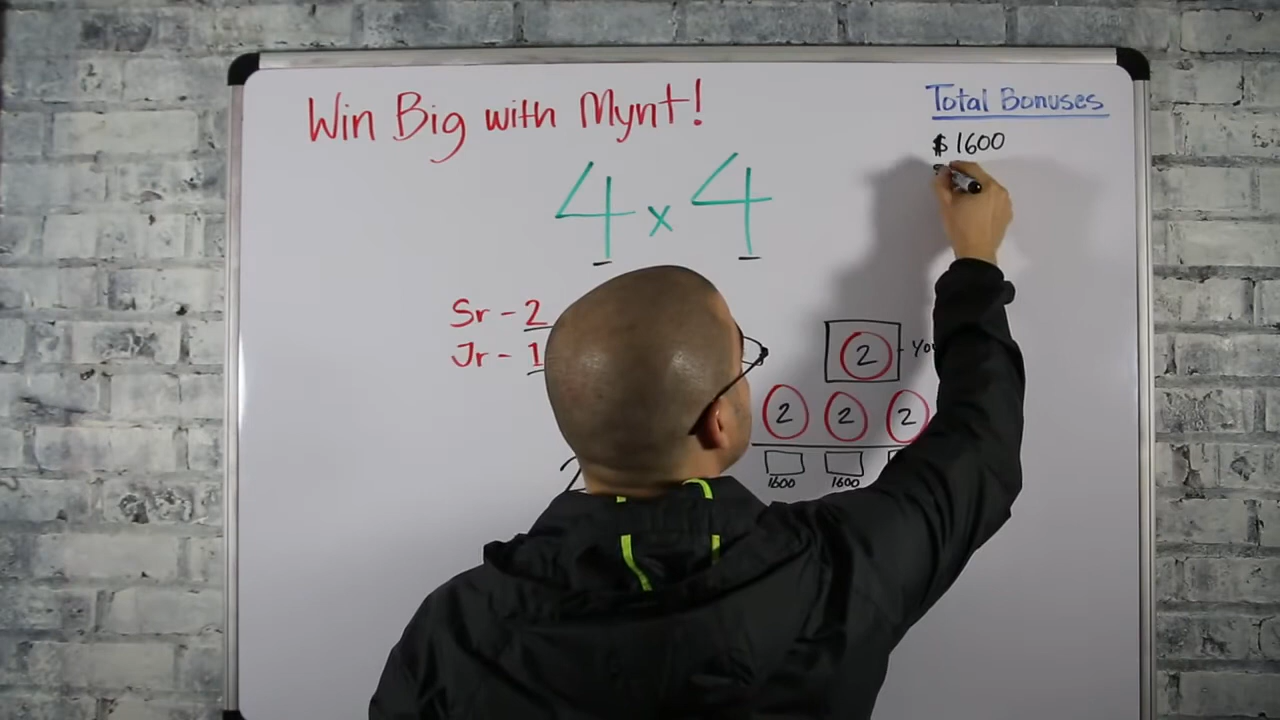 Win Big with Mynt!
Total Bonuses
$1600
4 x 4
Sr - 2
Jr - 1
2
2 2 2
1600 1600